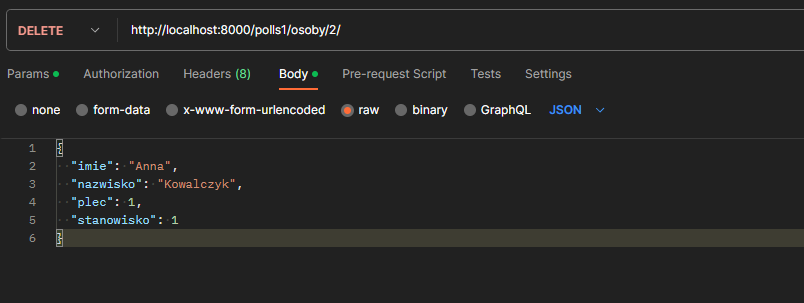 DELETE http://localhost:8000/polls1/osoby/2/
Params Authorization Headers (8) Body Pre-request Script Tests Settings
none form-data x-www-form-urlencoded raw binary GraphQL JSON
1 {
2 "imie": "Anna",
3 "nazwisko": "Kowalczyk",
4 "plec": 1,
5 "stanowisko": 1
6 }